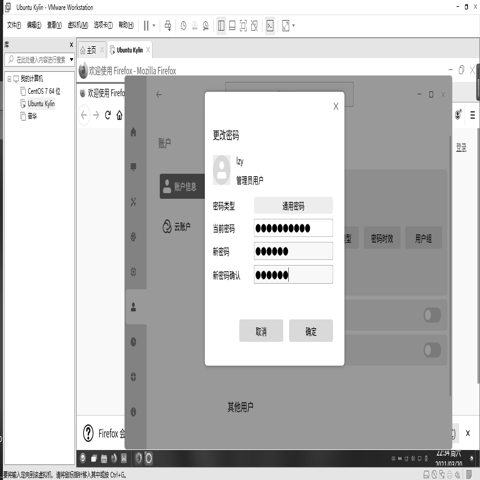 Ubuntu Kylin - VMware Workstation
文件(F) 编辑(E) 查看(V) 虚拟机(M) 选项卡(T) 帮助(H)
库
在此处键入内容进行搜索
我的计算机
CentOS 7 64 位
Ubuntu Kylin
主页
Ubuntu Kylin
欢迎使用 Firefox - Mozilla Firefox
欢迎使用 Firefo
登录
账户
账户信息
云账户
更改密码
lzy
管理员用户
密码类型
通用密码
当前密码
新密码
新密码确认
取消
确定
型
密码时效
用户组
其他用户
Firefox 会
22:34 周六
要将输入定向到该虚拟机，请将鼠标指针移入其中或按 Ctrl+G。